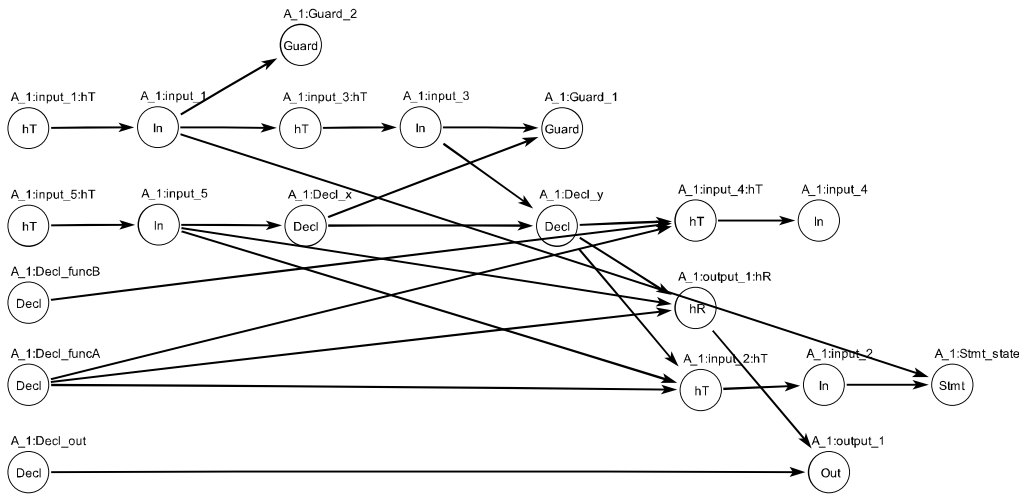 A_1:Guard_2
Guard
A_1:input_1:hT
A_1:input_1
A_1:input_3:hT
A_1:input_3
A_1:Guard_1
hT
In
hT
In
Guard
A_1:input_5:hT
A_1:input_5
A_1:Decl_x
A_1:Decl_y
A_1:input_4:hT
A_1:input_4
hT
In
Decl
Decl
hT
In
A_1:Decl_funcB
Decl
A_1:output_1:hR
hR
A_1:Decl_funcA
A_1:input_2:hT
A_1:input_2
A_1:Stmt_state
Decl
hT
In
Stmt
A_1:Decl_out
A_1:output_1
Decl
Out